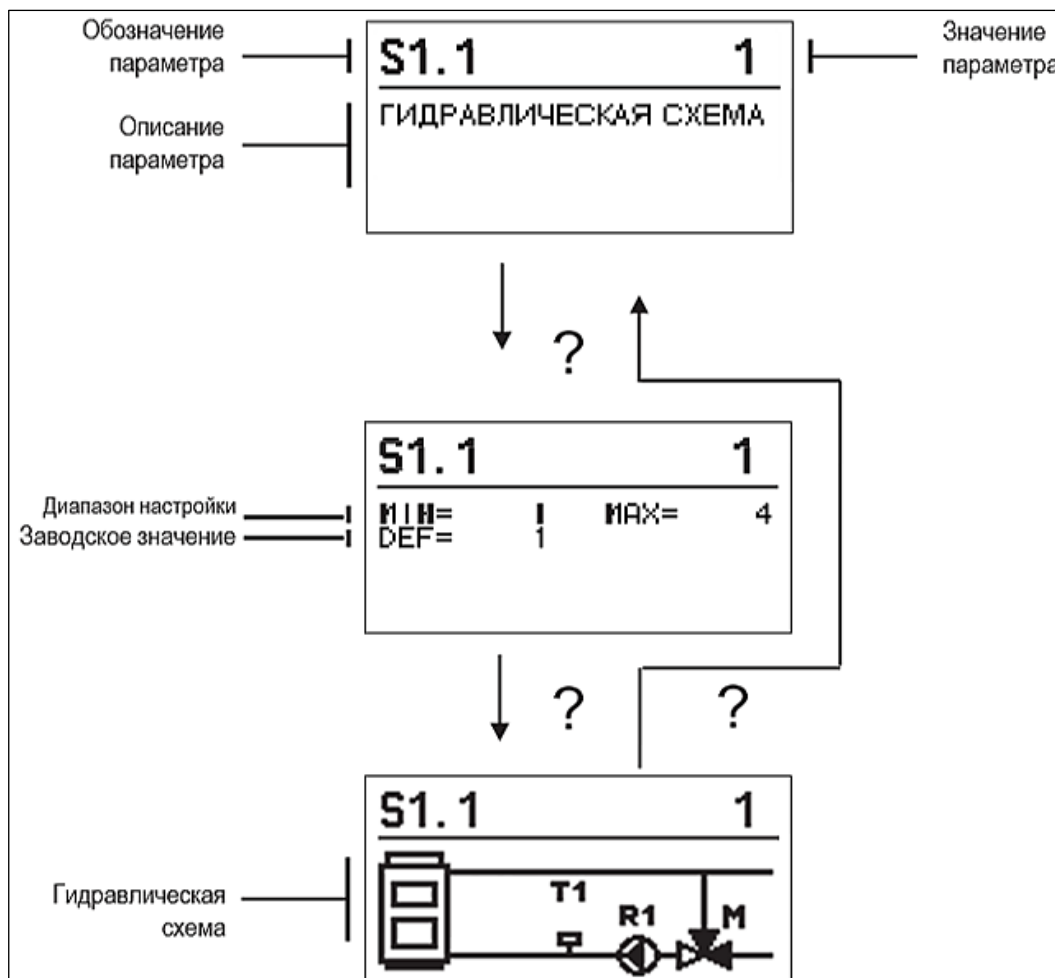 Обозначение
параметра
S1.1 1
Значение
параметра
Описание
параметра
ГИДРАВЛИЧЕСКАЯ СХЕМА
?
S1.1 1
Диапазон настройки
MIN= 1 MAX= 4
Заводское значение
DEF= 1
? ?
S1.1 1
Гидравлическая
схема
T1
R1 M